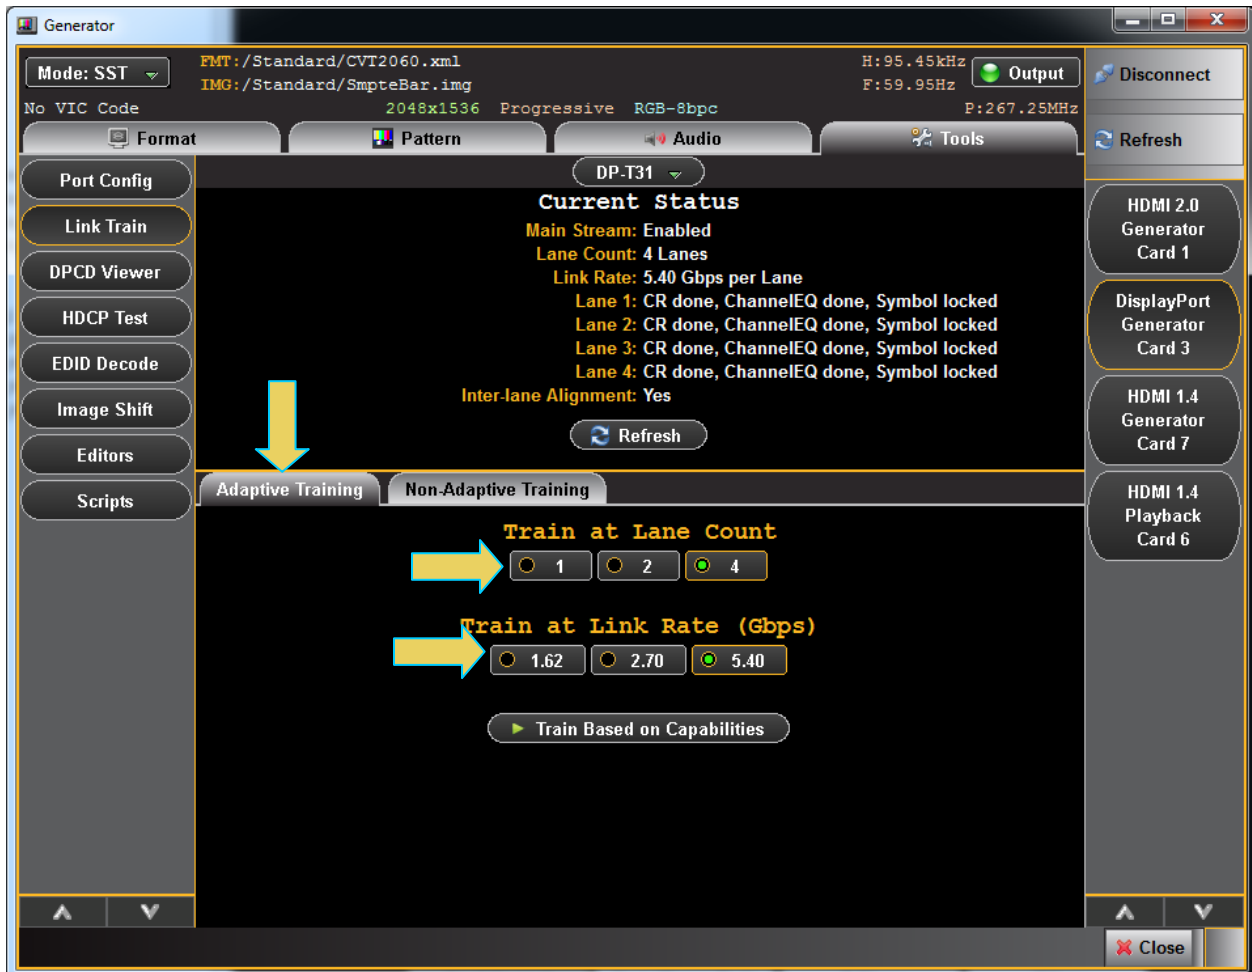 Generator
Mode: SST
FMT:/Standard/CVT2060.xml
IMG:/Standard/SmpteBar.img
H:95.45kHz
F:59.95Hz
Output
No VIC Code
2048x1536 Progressive RGB-8bpc
P:267.25MHz
Disconnect
Refresh
Format
Pattern
Audio
Tools
Port Config
Link Train
DPCD Viewer
HDCP Test
EDID Decode
Image Shift
Editors
Scripts
DP-T31
Current Status
Main Stream: Enabled
Lane Count: 4 Lanes
Link Rate: 5.40 Gbps per Lane
Lane 1: CR done, ChannelEQ done, Symbol locked
Lane 2: CR done, ChannelEQ done, Symbol locked
Lane 3: CR done, ChannelEQ done, Symbol locked
Lane 4: CR done, ChannelEQ done, Symbol locked
Inter-lane Alignment: Yes
Refresh
Adaptive Training
Non-Adaptive Training
Train at Lane Count
1 2 4
Train at Link Rate (Gbps)
1.62 2.70 5.40
Train Based on Capabilities
HDMI 2.0
Generator
Card 1
DisplayPort
Generator
Card 3
HDMI 1.4
Generator
Card 7
HDMI 1.4
Playback
Card 6
Close